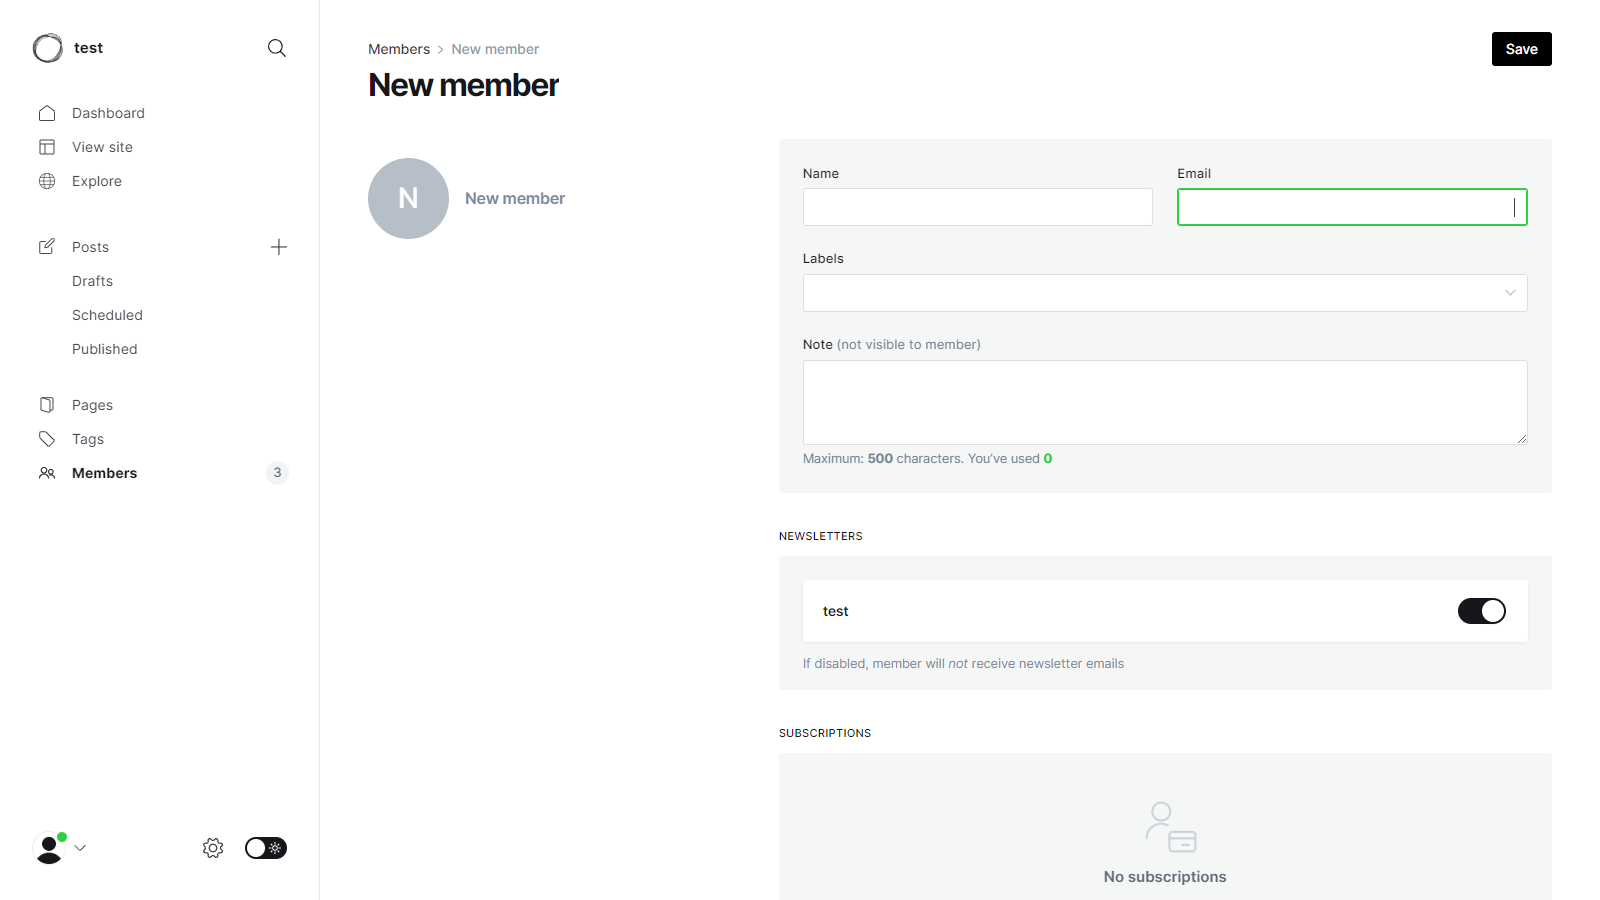 test
Dashboard
View site
Explore
Posts
Drafts
Scheduled
Published
Pages
Tags
Members 3
Members > New member
New member
Save
N
New member
Name
Email
Labels
Note (not visible to member)
Maximum: 500 characters. You’ve used 0
NEWSLETTERS
test
If disabled, member will not receive newsletter emails
SUBSCRIPTIONS
No subscriptions